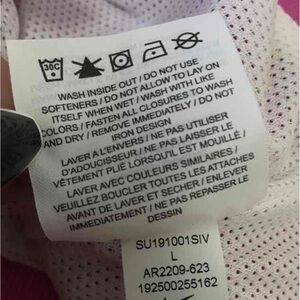 30C
WASH INSIDE OUT / DO NOT USE
SOFTENERS / DO NOT ALLOW TO LAY ON
ITSELF WHEN WET / WASH WITH LIKE
COLORS / FASTEN ALL CLOSURES TO WASH
AND DRY / REMOVE IMMEDIATELY / DO NOT
IRON DESIGN
LAVER A L'ENVERS / NE PAS UTILISER
D'ADOUCISSEUR / NE PAS LAISSER LE
VÊTEMENT PLIÉ LORSQU'IL EST MOUILLÉ /
LAVER AVEC COULEURS SIMILAIRES /
VEUILLEZ BOUCLER TOUTES LES ATTACHES
AVANT DE LAVER ET SECHER / ENLEVER
IMMEDIATEMENT / NE PAS REPASSER LE
DESSIN
SU191001SIV
L
AR2209-623
192500255162